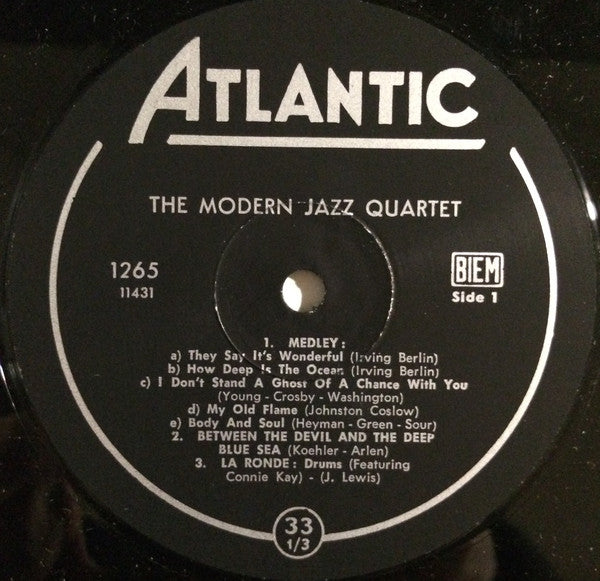 ATLANTIC
THE MODERN JAZZ QUARTET
1265
11431
BIEM
Side 1
1. MEDLEY:
a) They Say It's Wonderful (Irving Berlin)
b) How Deep Is The Ocean (Irving Berlin)
c) I Don't Stand A Ghost Of A Chance With You
(Young - Crosby - Washington)
d) My Old Flame (Johnston Coslow)
e) Body And Soul (Heyman - Green - Sour)
2. BETWEEN THE DEVIL AND THE DEEP
BLUE SEA (Koehler - Arlen)
3. LA RONDE: Drums (Featuring
Connie Kay) - (J. Lewis)
33
1/3